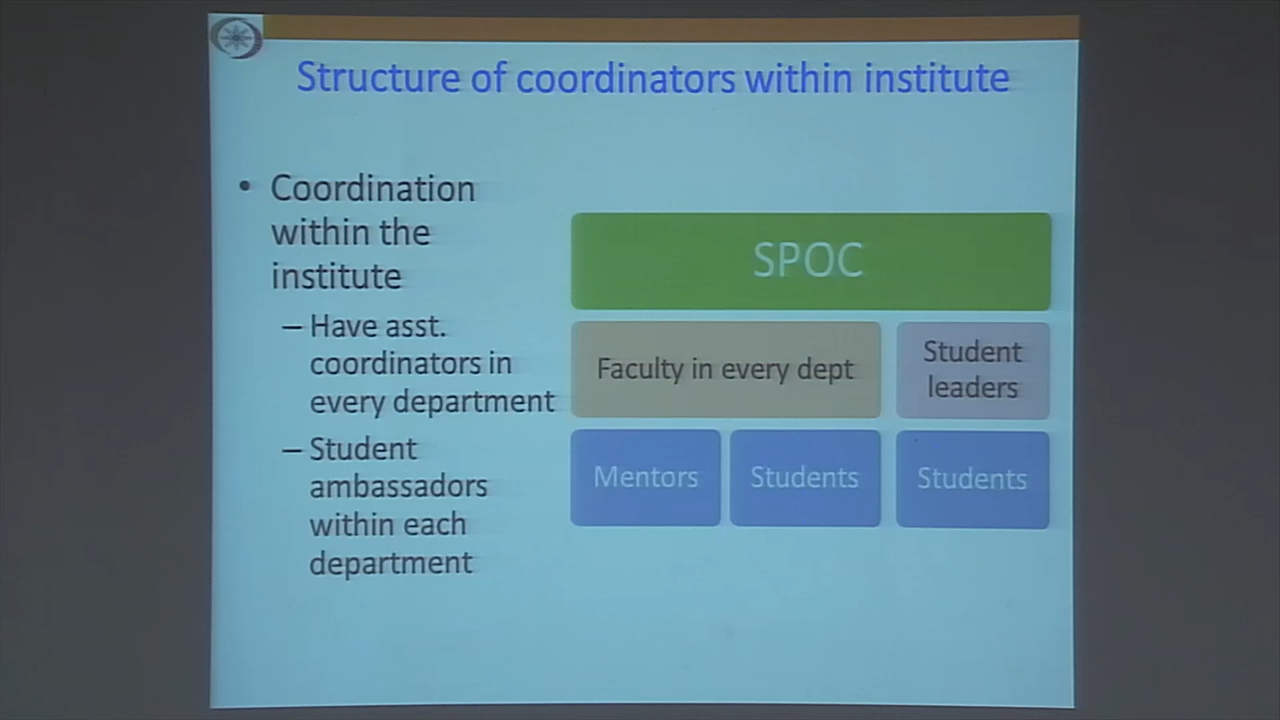 Structure of coordinators within institute
• Coordination
within the
institute
– Have asst.
coordinators in
every department
– Student
ambassadors
within each
department
SPOC
Faculty in every dept
Student
leaders
Mentors
Students
Students